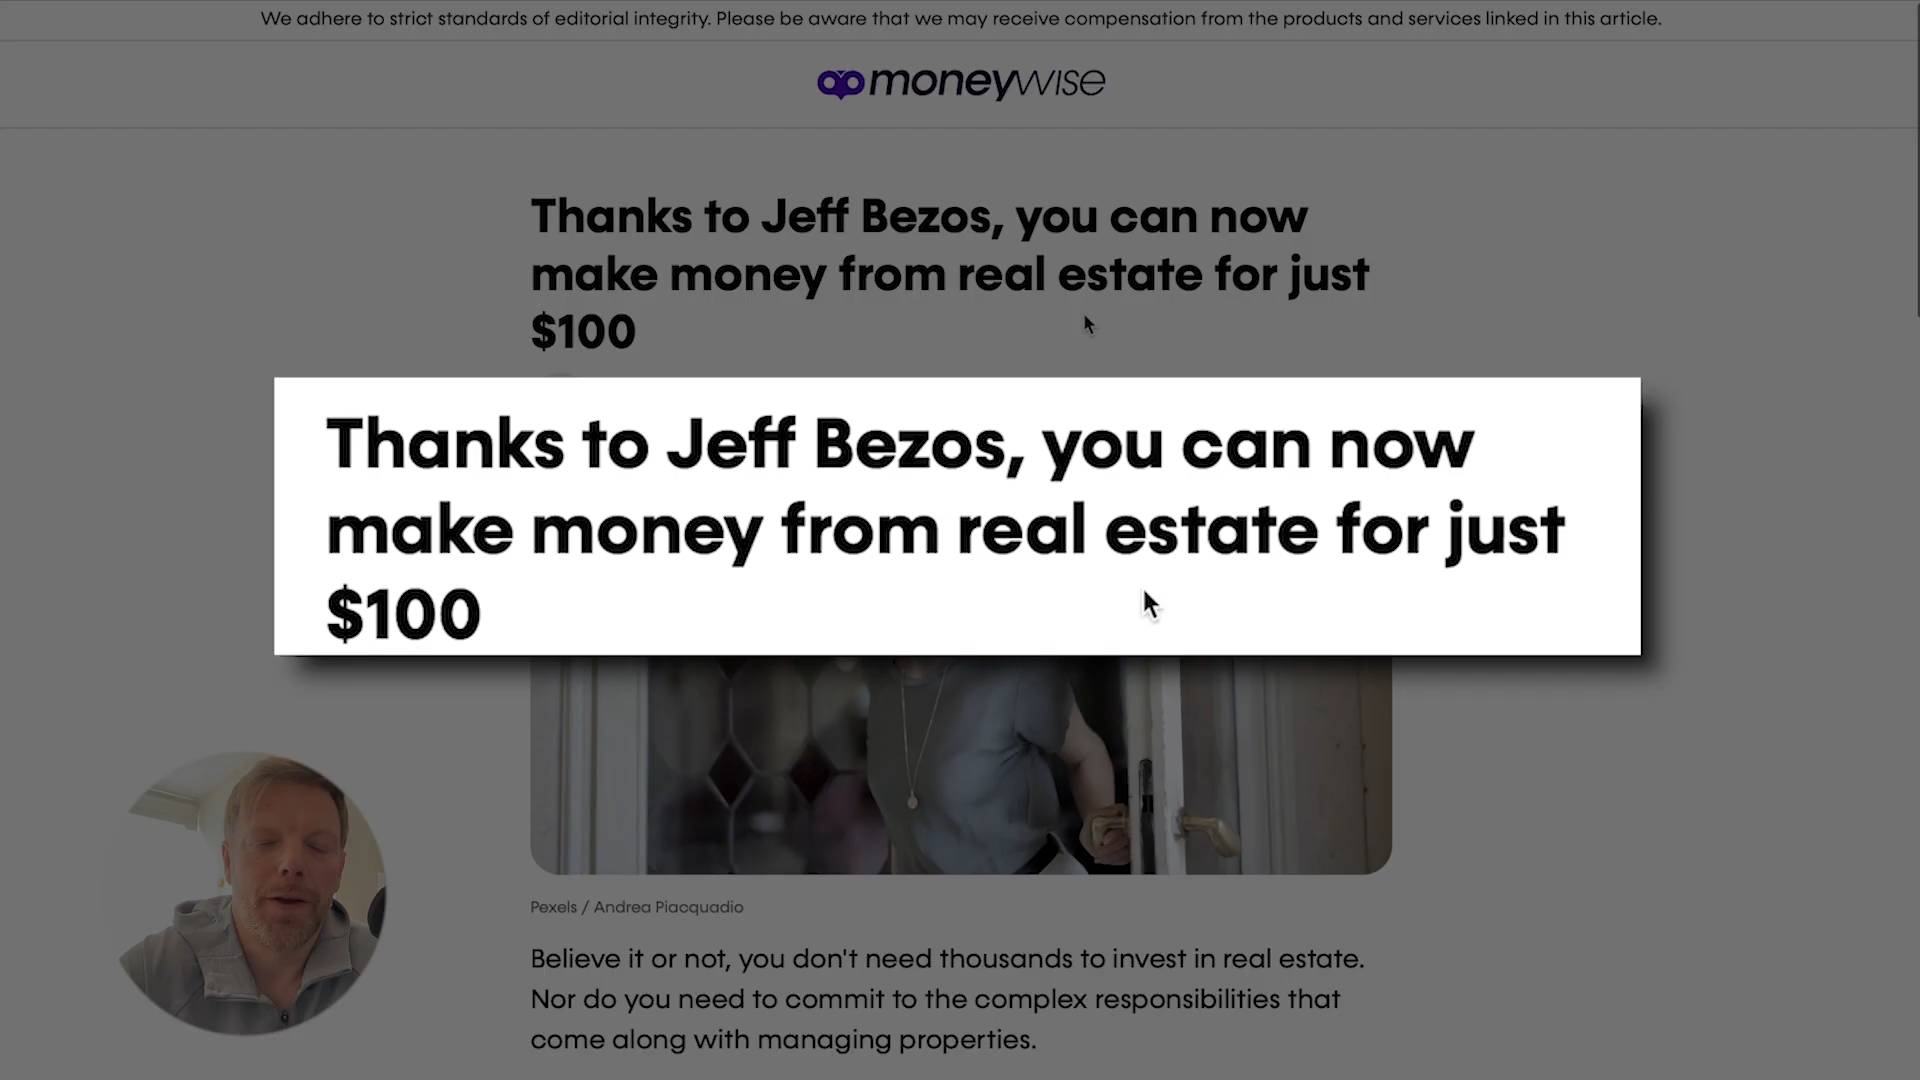 We adhere to strict standards of editorial integrity. Please be aware that we may receive compensation from the products and services linked in this article.
moneywise
Thanks to Jeff Bezos, you can now
make money from real estate for just
$100
Thanks to Jeff Bezos, you can now
make money from real estate for just
$100
Pexels / Andrea Piacquadio
Believe it or not, you don't need thousands to invest in real estate.
Nor do you need to commit to the complex responsibilities that
come along with managing properties.